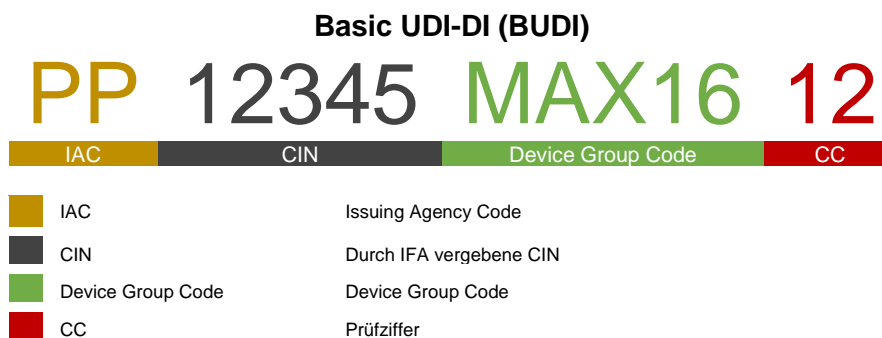 Basic UDI-DI (BUDI)
PP 12345 MAX16 12
IAC CIN Device Group Code CC
IAC Issuing Agency Code
CIN Durch IFA vergebene CIN
Device Group Code Device Group Code
CC Prüfziffer